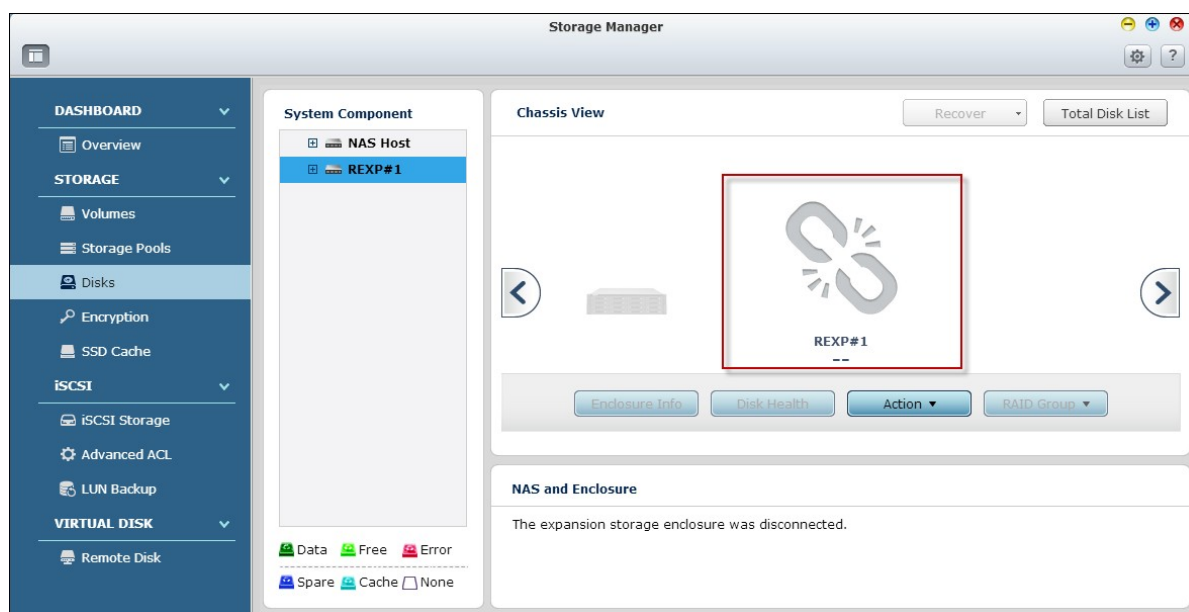 Storage Manager
?
DASHBOARD
Overview
STORAGE
Volumes
Storage Pools
Disks
Encryption
SSD Cache
iSCSI
iSCSI Storage
Advanced ACL
LUN Backup
VIRTUAL DISK
Remote Disk
System Component
NAS Host
REXP#1
Data Free Error
Spare Cache None
Chassis View
Recover
Total Disk List
REXP#1
--
Enclosure Info Disk Health Action RAID Group
NAS and Enclosure
The expansion storage enclosure was disconnected.